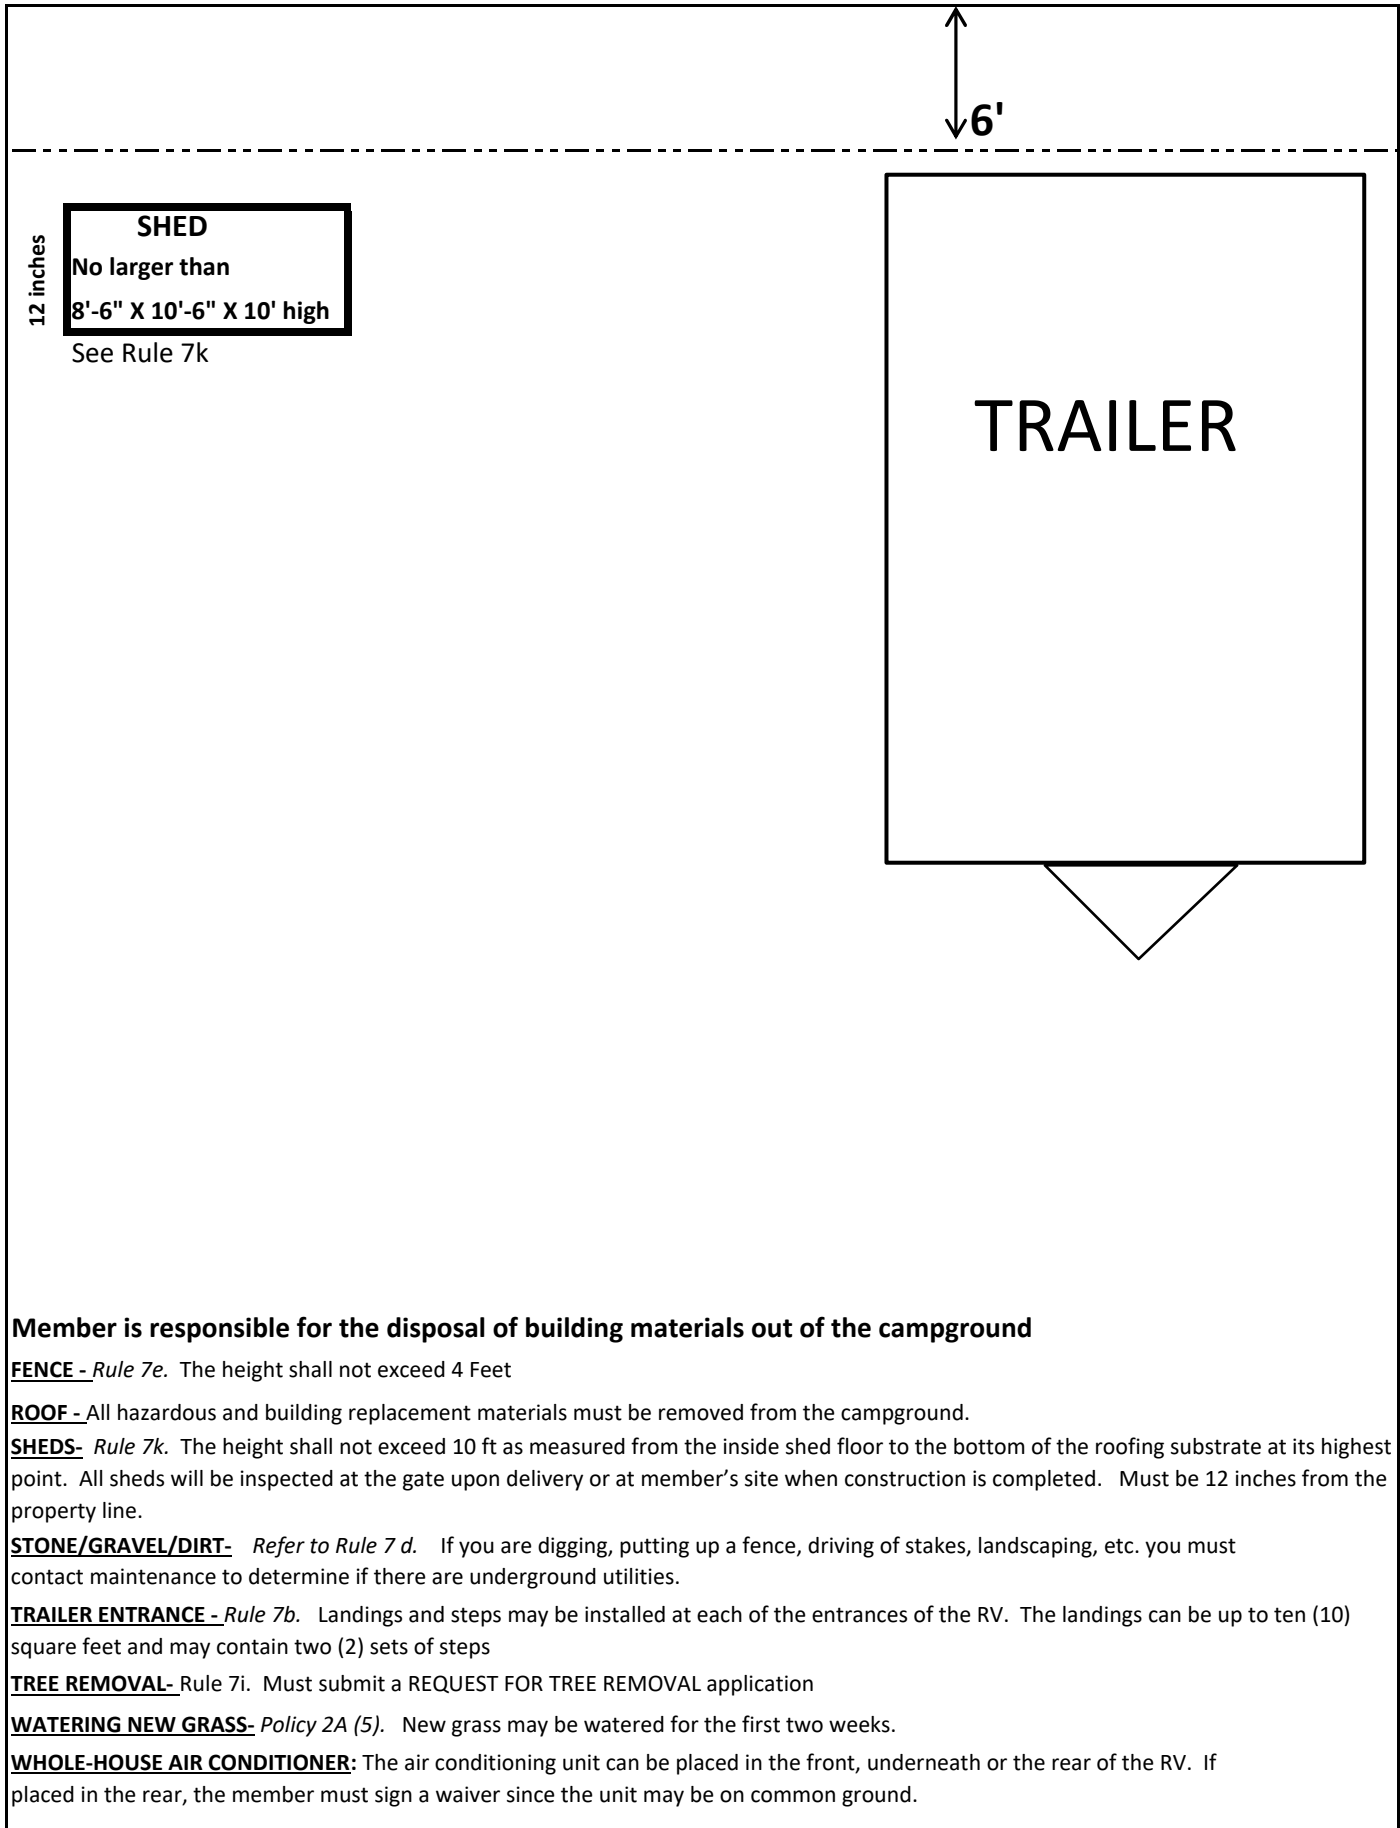 6'
12 inches
SHED
No larger than
8'-6" X 10'-6" X 10' high
See Rule 7k
TRAILER
Member is responsible for the disposal of building materials out of the campground
FENCE - Rule 7e.  The height shall not exceed 4 Feet
ROOF - All hazardous and building replacement materials must be removed from the campground.
SHEDS-  Rule 7k.  The height shall not exceed 10 ft as measured from the inside shed floor to the bottom of the roofing substrate at its highest
point.  All sheds will be inspected at the gate upon delivery or at member’s site when construction is completed.   Must be 12 inches from the
property line.
STONE/GRAVEL/DIRT-   Refer to Rule 7 d.    If you are digging, putting up a fence, driving of stakes, landscaping, etc. you must
contact maintenance to determine if there are underground utilities.
TRAILER ENTRANCE - Rule 7b.   Landings and steps may be installed at each of the entrances of the RV.  The landings can be up to ten (10)
square feet and may contain two (2) sets of steps
TREE REMOVAL- Rule 7i.  Must submit a REQUEST FOR TREE REMOVAL application
WATERING NEW GRASS- Policy 2A (5).   New grass may be watered for the first two weeks.
WHOLE-HOUSE AIR CONDITIONER: The air conditioning unit can be placed in the front, underneath or the rear of the RV.  If
placed in the rear, the member must sign a waiver since the unit may be on common ground.